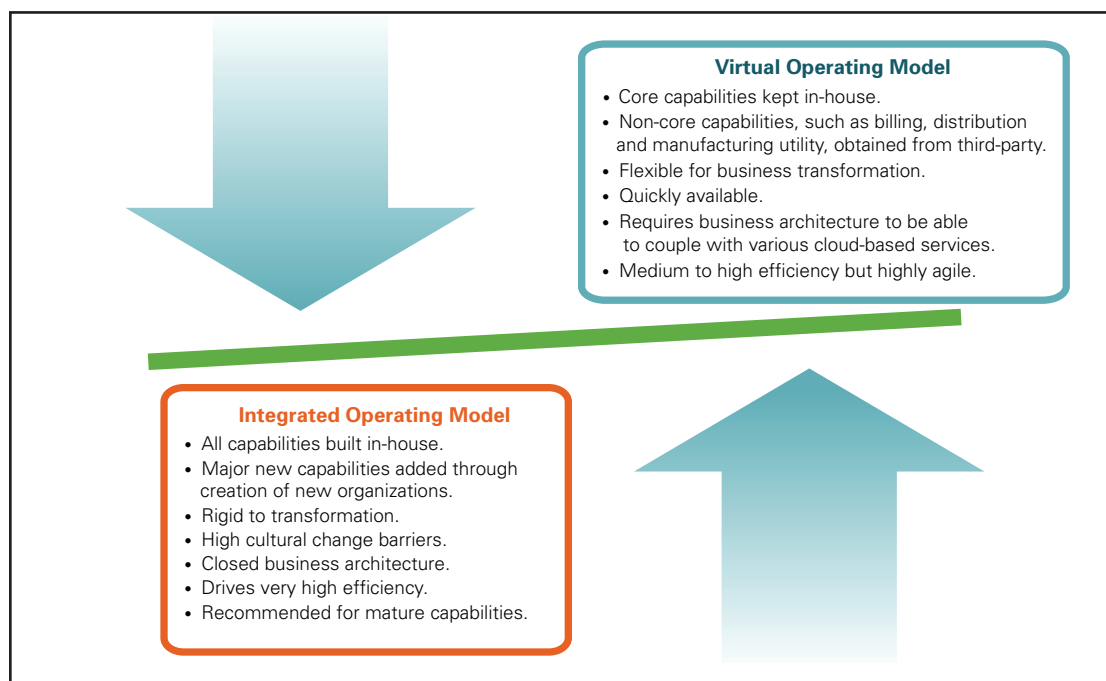 Virtual Operating Model
• Core capabilities kept in-house.
• Non-core capabilities, such as billing, distribution
and manufacturing utility, obtained from third-party.
• Flexible for business transformation.
• Quickly available.
• Requires business architecture to be able
to couple with various cloud-based services.
• Medium to high efficiency but highly agile.
Integrated Operating Model
• All capabilities built in-house.
• Major new capabilities added through
creation of new organizations.
• Rigid to transformation.
• High cultural change barriers.
• Closed business architecture.
• Drives very high efficiency.
• Recommended for mature capabilities.